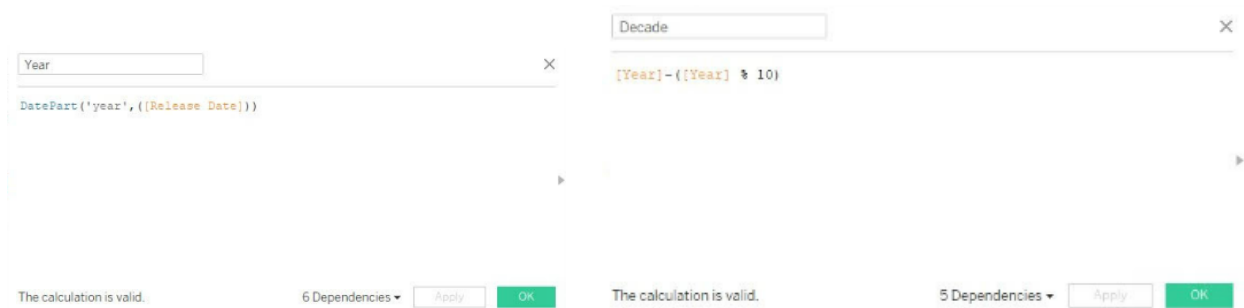 Year
DatePart('year',([Release Date]))
The calculation is valid.
6 Dependencies
Apply
OK
Decade
[Year]-([Year] % 10)
The calculation is valid.
5 Dependencies
Apply
OK